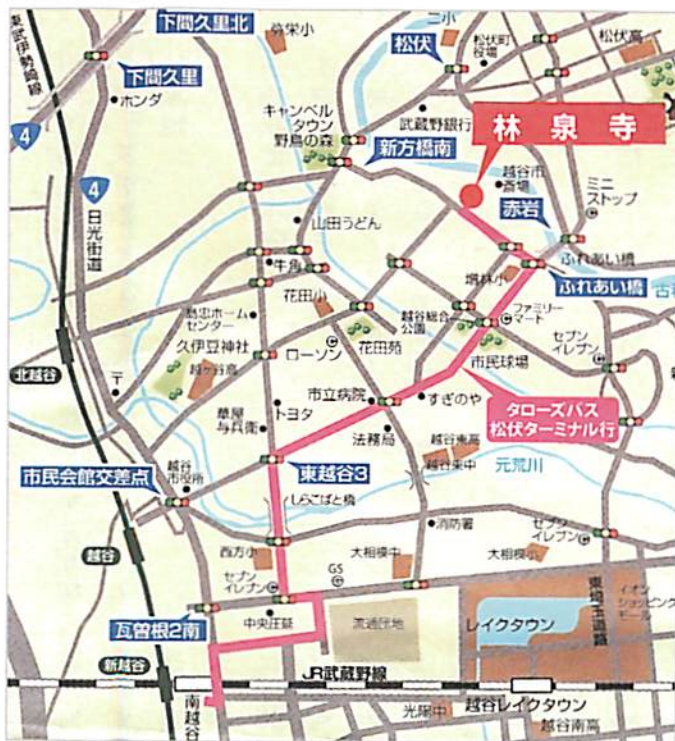 東武伊勢崎線
下間久里北
下間久里
ホンダ
4
4
日光街道
弥栄小
二小
松伏
松伏町
役場
松伏高
キャンベル
タウン
野鳥の森
武蔵野銀行
新方橋南
林泉寺
越谷市
斎場
ミニ
ストップ
赤岩
山田うどん
牛角
花田小
島忠ホーム
センター
久伊豆神社
越ヶ谷高
ローソン
花田苑
越谷総合
公園
増林小
ふれあい橋
ふれあい橋
ファミリー
マート
市民球場
セブン
イレブン
北越谷
〒
華屋
与兵衛
トヨタ
市立病院
法務局
すぎのや
タローズバス
松伏ターミナル行
越谷東高
越谷東中
元荒川
市民会館交差点
越谷
市役所
東越谷3
しらこばと橋
消防署
越谷
西方小
大相模中
大相模小
セブン
イレブン
セブン
イレブン
GS
瓦曽根2南
中央圧延
流通団地
レイクタウン
東埼玉道路
イオン
ショッピング
モール
新越谷
JR武蔵野線
南越谷
光陽中
越谷レイクタウン
越谷南高